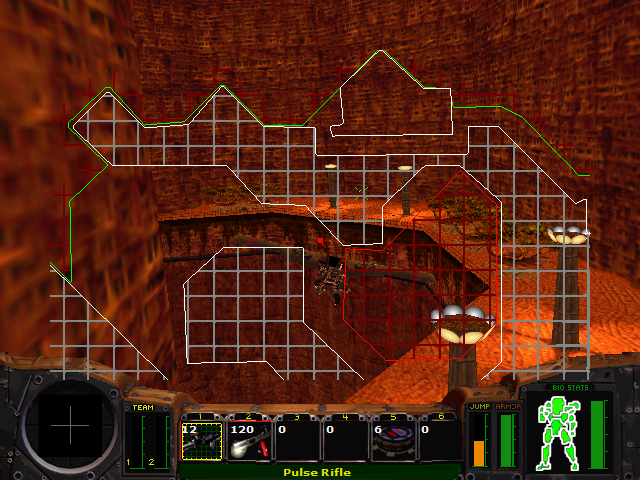 BIO STATS
TEAM
1 2 3 4 5 6
JUMP ARMOR
12 120 0 0 6 0
1 2
Pulse Rifle